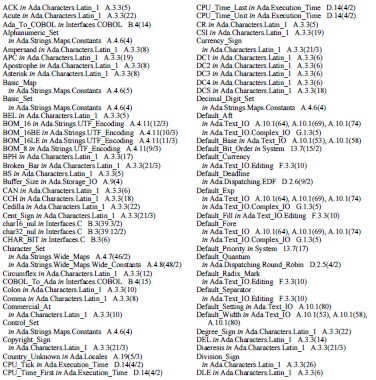 ACK in Ada.Characters.Latin_1 A.3.3(5)
Acute in Ada.Characters.Latin_1 A.3.3(22)
Ada_To_COBOL in Interfaces.COBOL B.4(14)
Alphanumeric_Set
in Ada.Strings.Maps.Constants A.4.6(4)
Ampersand in Ada.Characters.Latin_1 A.3.3(8)
APC in Ada.Characters.Latin_1 A.3.3(19)
Apostrophe in Ada.Characters.Latin_1 A.3.3(8)
Asterisk in Ada.Characters.Latin_1 A.3.3(8)
Basic_Map
in Ada.Strings.Maps.Constants A.4.6(5)
Basic_Set
in Ada.Strings.Maps.Constants A.4.6(4)
BEL in Ada.Characters.Latin_1 A.3.3(5)
BOM_16 in Ada.Strings.UTF_Encoding A.4.11(12/3)
BOM_16BE in Ada.Strings.UTF_Encoding A.4.11(10/3)
BOM_16LE in Ada.Strings.UTF_Encoding A.4.11(11/3)
BOM_8 in Ada.Strings.UTF_Encoding A.4.11(9/3)
BPH in Ada.Characters.Latin_1 A.3.3(17)
Broken_Bar in Ada.Characters.Latin_1 A.3.3(21/3)
BS in Ada.Characters.Latin_1 A.3.3(5)
Buffer_Size in Ada.Storage_IO A.9(4)
CAN in Ada.Characters.Latin_1 A.3.3(6)
CCH in Ada.Characters.Latin_1 A.3.3(18)
Cedilla in Ada.Characters.Latin_1 A.3.3(22)
Cent_Sign in Ada.Characters.Latin_1 A.3.3(21/3)
char16_nul in Interfaces.C B.3(39.3/2)
char32_nul in Interfaces.C B.3(39.12/2)
CHAR_BIT in Interfaces.C B.3(6)
Character_Set
in Ada.Strings.Wide_Maps A.4.7(46/2)
in Ada.Strings.Wide_Maps.Wide_Constants A.4.8(48/2)
Circumflex in Ada.Characters.Latin_1 A.3.3(12)
COBOL_To_Ada in Interfaces.COBOL B.4(15)
Colon in Ada.Characters.Latin_1 A.3.3(10)
Comma in Ada.Characters.Latin_1 A.3.3(8)
Commercial_At
in Ada.Characters.Latin_1 A.3.3(10)
Control_Set
in Ada.Strings.Maps.Constants A.4.6(4)
Copyright_Sign
in Ada.Characters.Latin_1 A.3.3(21/3)
Country_Unknown in Ada.Locales A.19(5/3)
CPU_Tick in Ada.Execution_Time D.14(4/2)
CPU_Time_First in Ada.Execution_Time D.14(4/2)
CPU_Time_Last in Ada.Execution_Time D.14(4/2)
CPU_Time_Unit in Ada.Execution_Time D.14(4/2)
CR in Ada.Characters.Latin_1 A.3.3(5)
CSI in Ada.Characters.Latin_1 A.3.3(19)
Currency_Sign
in Ada.Characters.Latin_1 A.3.3(21/3)
DC1 in Ada.Characters.Latin_1 A.3.3(6)
DC2 in Ada.Characters.Latin_1 A.3.3(6)
DC3 in Ada.Characters.Latin_1 A.3.3(6)
DC4 in Ada.Characters.Latin_1 A.3.3(6)
DCS in Ada.Characters.Latin_1 A.3.3(18)
Decimal_Digit_Set
in Ada.Strings.Maps.Constants A.4.6(4)
Default_Aft
in Ada.Text_IO A.10.1(64), A.10.1(69), A.10.1(74)
in Ada.Text_IO.Complex_IO G.1.3(5)
Default_Base in Ada.Text_IO A.10.1(53), A.10.1(58)
Default_Bit_Order in System 13.7(15/2)
Default_Currency
in Ada.Text_IO.Editing F.3.3(10)
Default_Deadline
in Ada.Dispatching.EDF D.2.6(9/2)
Default_Exp
in Ada.Text_IO A.10.1(64), A.10.1(69), A.10.1(74)
in Ada.Text_IO.Complex_IO G.1.3(5)
Default_Fill in Ada.Text_IO.Editing F.3.3(10)
Default_Fore
in Ada.Text_IO A.10.1(64), A.10.1(69), A.10.1(74)
in Ada.Text_IO.Complex_IO G.1.3(5)
Default_Priority in System 13.7(17)
Default_Quantum
in Ada.Dispatching.Round_Robin D.2.5(4/2)
Default_Radix_Mark
in Ada.Text_IO.Editing F.3.3(10)
Default_Separator
in Ada.Text_IO.Editing F.3.3(10)
Default_Setting in Ada.Text_IO A.10.1(80)
Default_Width in Ada.Text_IO A.10.1(53), A.10.1(58),
A.10.1(80)
Degree_Sign in Ada.Characters.Latin_1 A.3.3(22)
DEL in Ada.Characters.Latin_1 A.3.3(14)
Diaeresis in Ada.Characters.Latin_1 A.3.3(21/3)
Division_Sign
in Ada.Characters.Latin_1 A.3.3(26)
DLE in Ada.Characters.Latin_1 A.3.3(6)